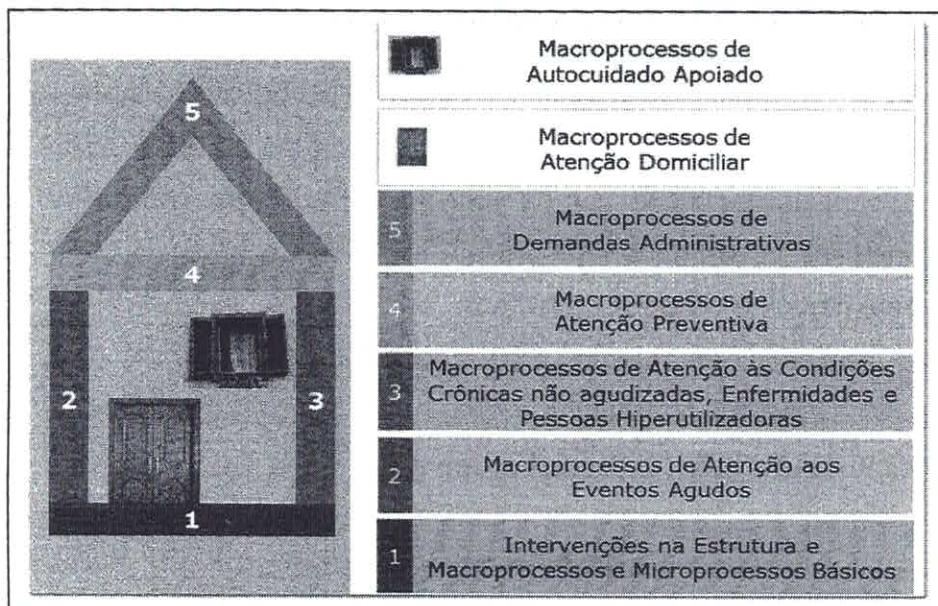 5
4
2
3
1
Macroprocessos de
Autocuidado Apoiado
Macroprocessos de
Atenção Domiciliar
5
Macroprocessos de
Demandas Administrativas
4
Macroprocessos de
Atenção Preventiva
3
Macroprocessos de Atenção às Condições
Crônicas não agudizadas, Enfermidades e
Pessoas Hiperutilizadoras
2
Macroprocessos de Atenção aos
Eventos Agudos
1
Intervenções na Estrutura e
Macroprocessos e Microprocessos Básicos